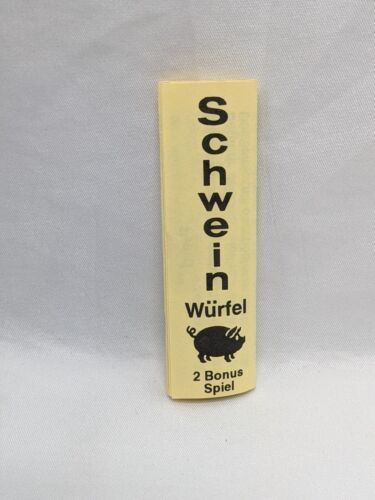 Schwein
Würfel
2 Bonus
Spiel